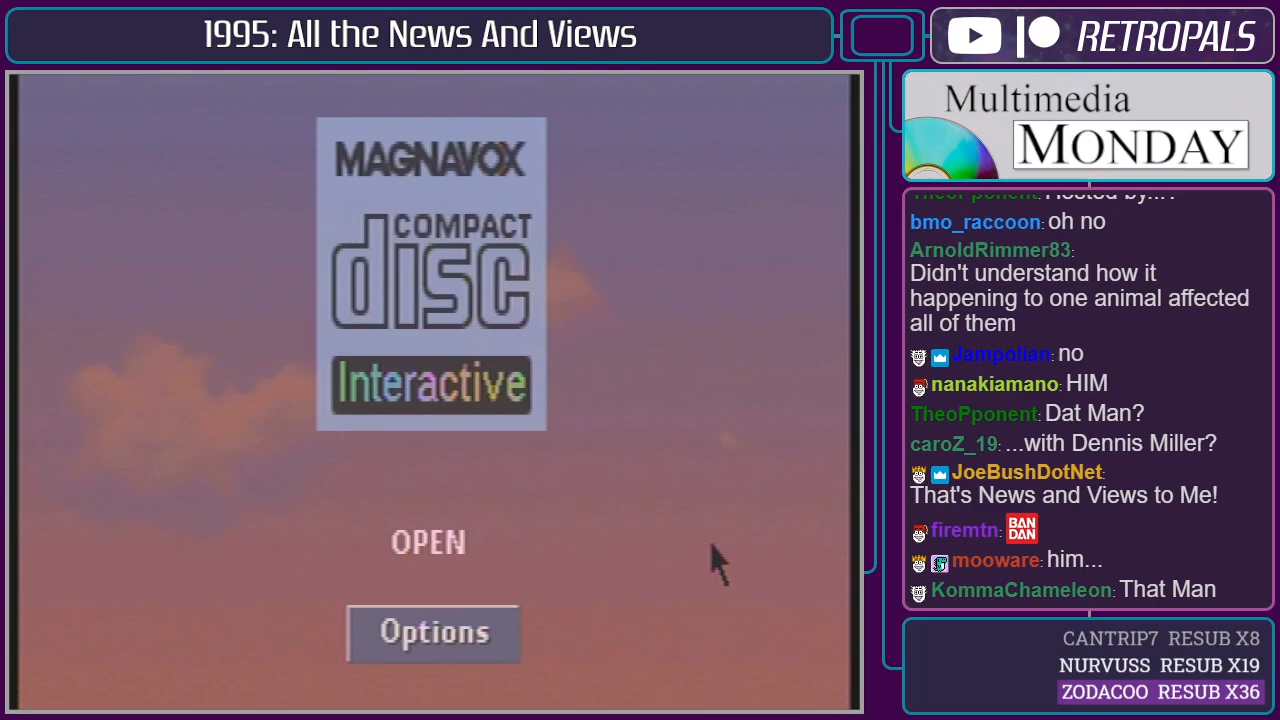 1995: All the News And Views
RETROPALS
MAGNAVOX
COMPACT
disc
Interactive
OPEN
Options
Multimedia
MONDAY
TheoPponent: Hosted by...?
bmo_raccoon: oh no
ArnoldRimmer83:
Didn't understand how it
happening to one animal affected
all of them
Jampolian: no
nanakiamano: HIM
TheoPponent: Dat Man?
caroZ_19: ...with Dennis Miller?
JoeBushDotNet:
That's News and Views to Me!
firemtn: BAN
DAN
mooware: him...
KommaChameleon: That Man
CANTRIP7 RESUB X8
NURVUSS RESUB X19
ZODACOO RESUB X36